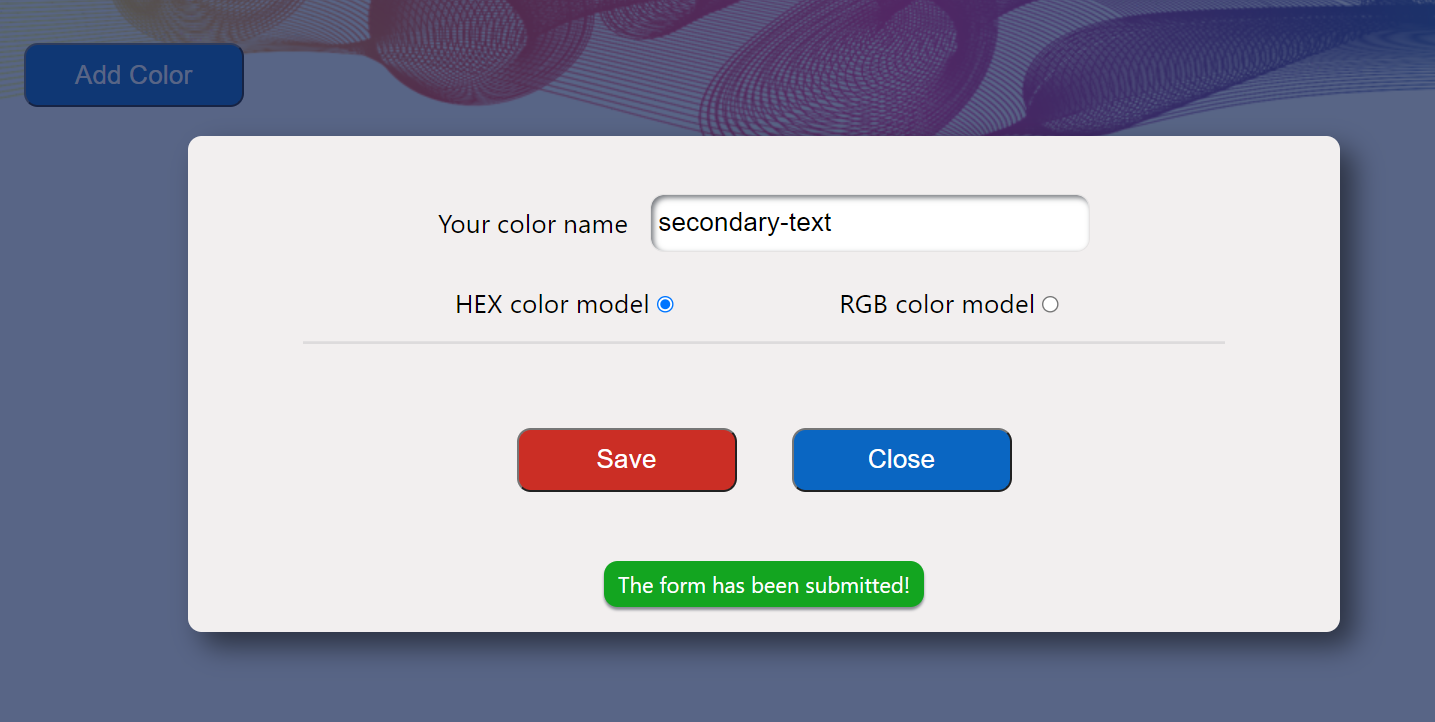 Add Color
Your color name secondary-text
HEX color model RGB color model
Save Close
The form has been submitted!